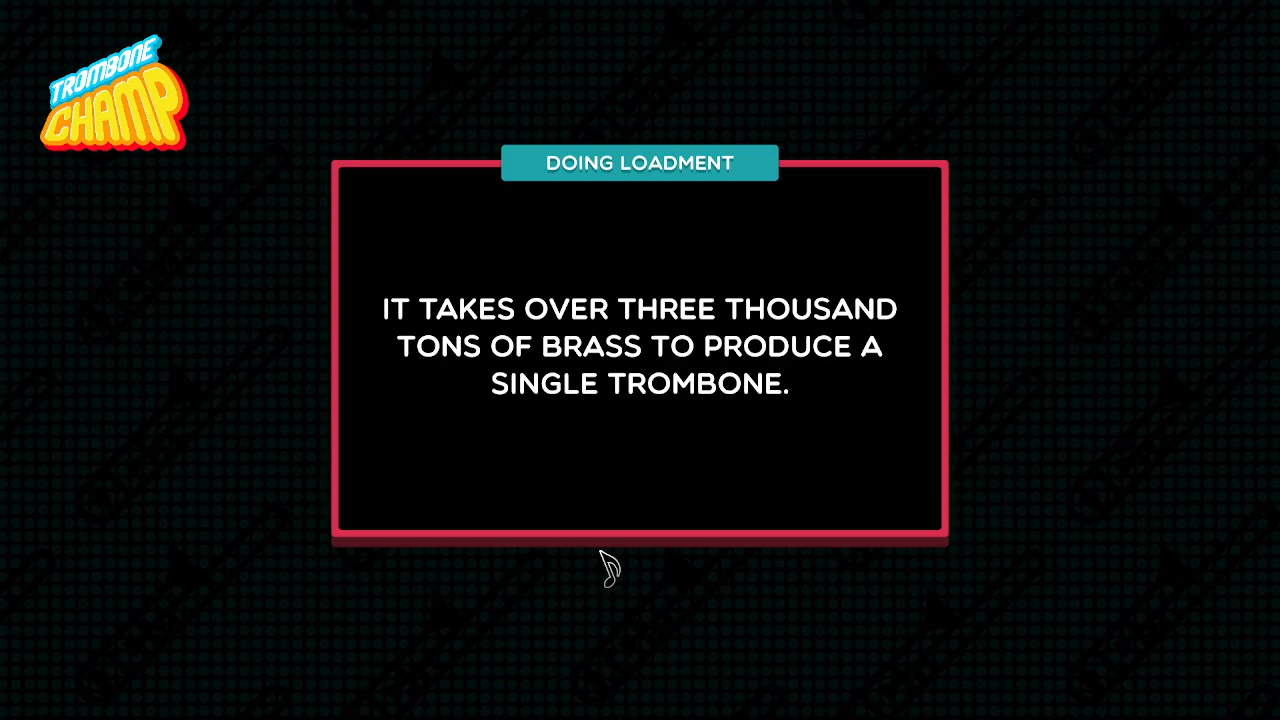 TROMBONE
CHAMP
DOING LOADMENT
IT TAKES OVER THREE THOUSAND
TONS OF BRASS TO PRODUCE A
SINGLE TROMBONE.